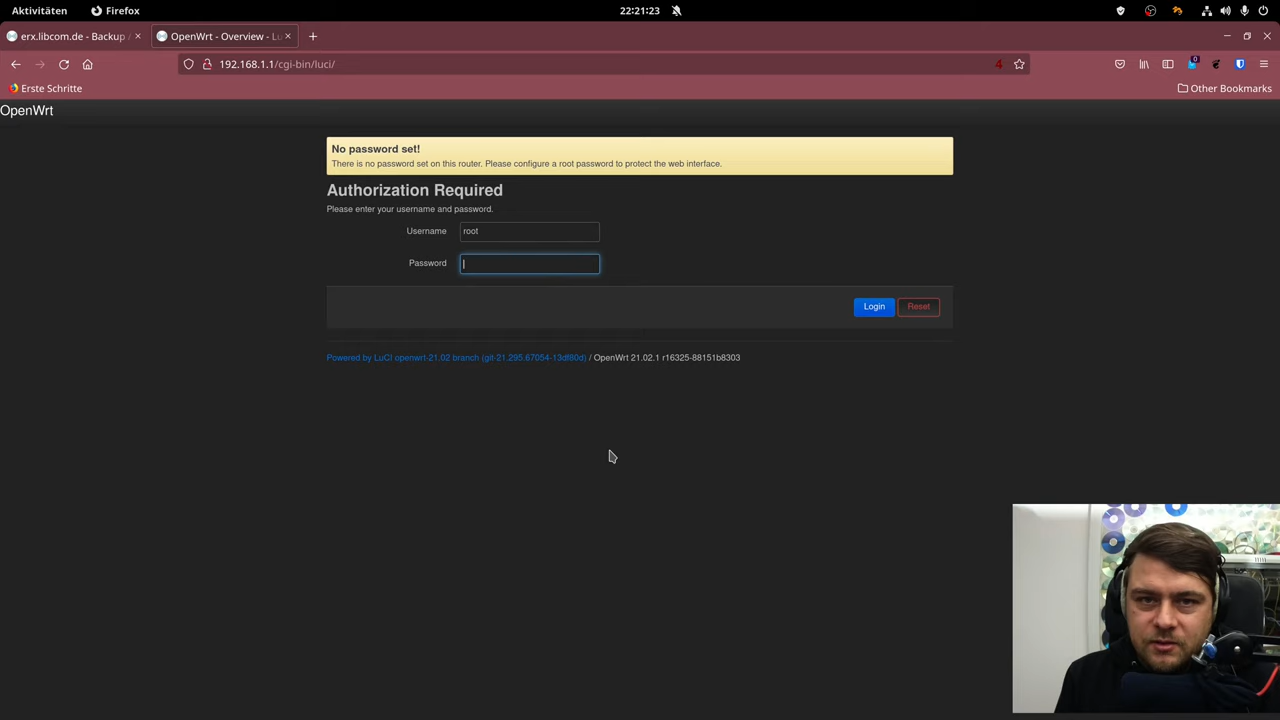 Aktivitäten
Firefox
22:21:23
erx.libcom.de - Backup /
OpenWrt - Overview - Lu
192.168.1.1/cgi-bin/luci/
4
0
Erste Schritte
Other Bookmarks
OpenWrt
No password set!
There is no password set on this router. Please configure a root password to protect the web interface.
Authorization Required
Please enter your username and password.
Username
root
Password
Login
Reset
Powered by LuCI openwrt-21.02 branch (git-21.295.67054-13df80d) / OpenWrt 21.02.1 r16325-88151b8303